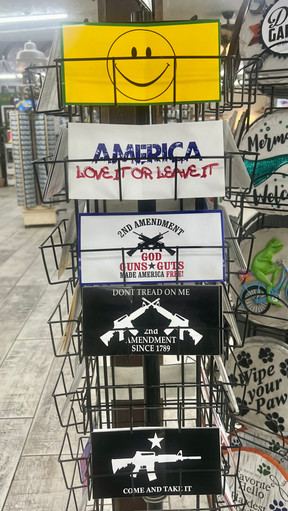 AMERICA
LOVE IT OR LEAVE IT
2ND AMENDMENT
GOD
GUNS★GUTS
MADE AMERICA FREE!
DONT TREAD ON ME
2nd
AMENDMENT
SINCE 1789
COME AND TAKE IT
Welco
Wipe
your
Paw